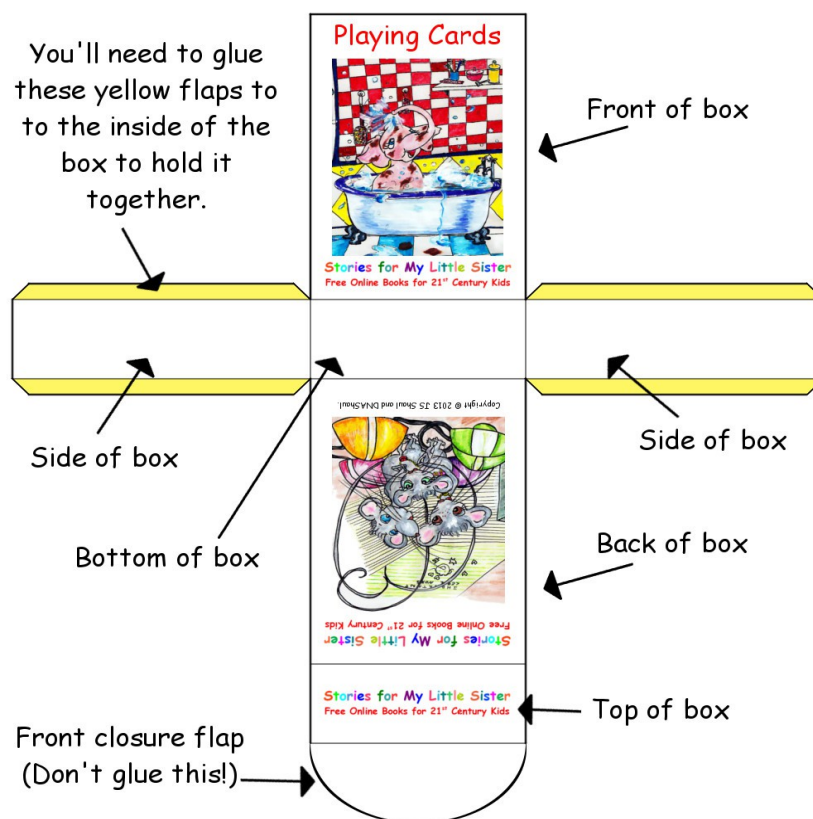 Playing Cards
You'll need to glue
these yellow flaps to
to the inside of the
box to hold it
together.
Front of box
Stories for My Little Sister
Free Online Books for 21st Century Kids
Side of box
Side of box
Bottom of box
Copyright © 2013 JS Shaul and DNAShaul.
Back of box
Free Online Books for 21st Century Kids
Stories for My Little Sister
Stories for My Little Sister
Free Online Books for 21st Century Kids
Top of box
Front closure flap
(Don't glue this!)